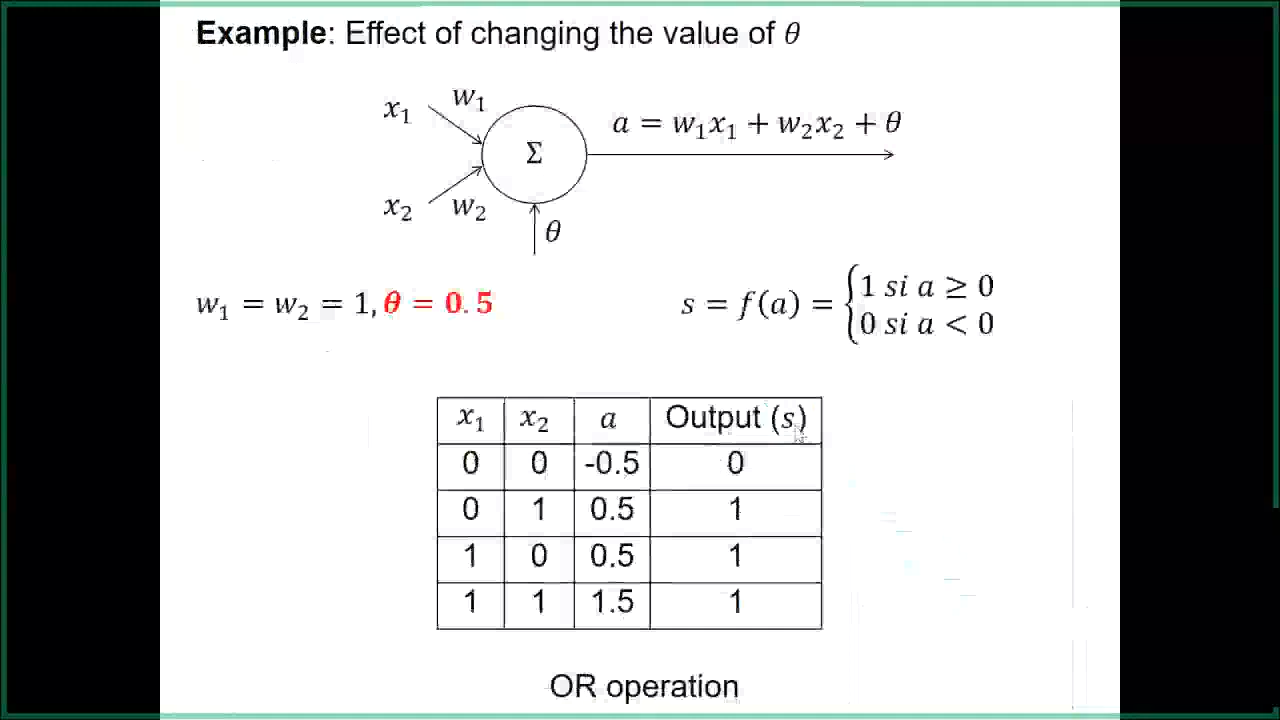 Example: Effect of changing the value of θ
x₁ w₁
a = w₁x₁ + w₂x₂ + θ
Σ
x₂ w₂
θ
w₁ = w₂ = 1, θ = 0.5
s = f(a) = {1 si a ≥ 0
0 si a < 0
x₁ x₂ a Output (s)
0 0 -0.5 0
0 1 0.5 1
1 0 0.5 1
1 1 1.5 1
OR operation